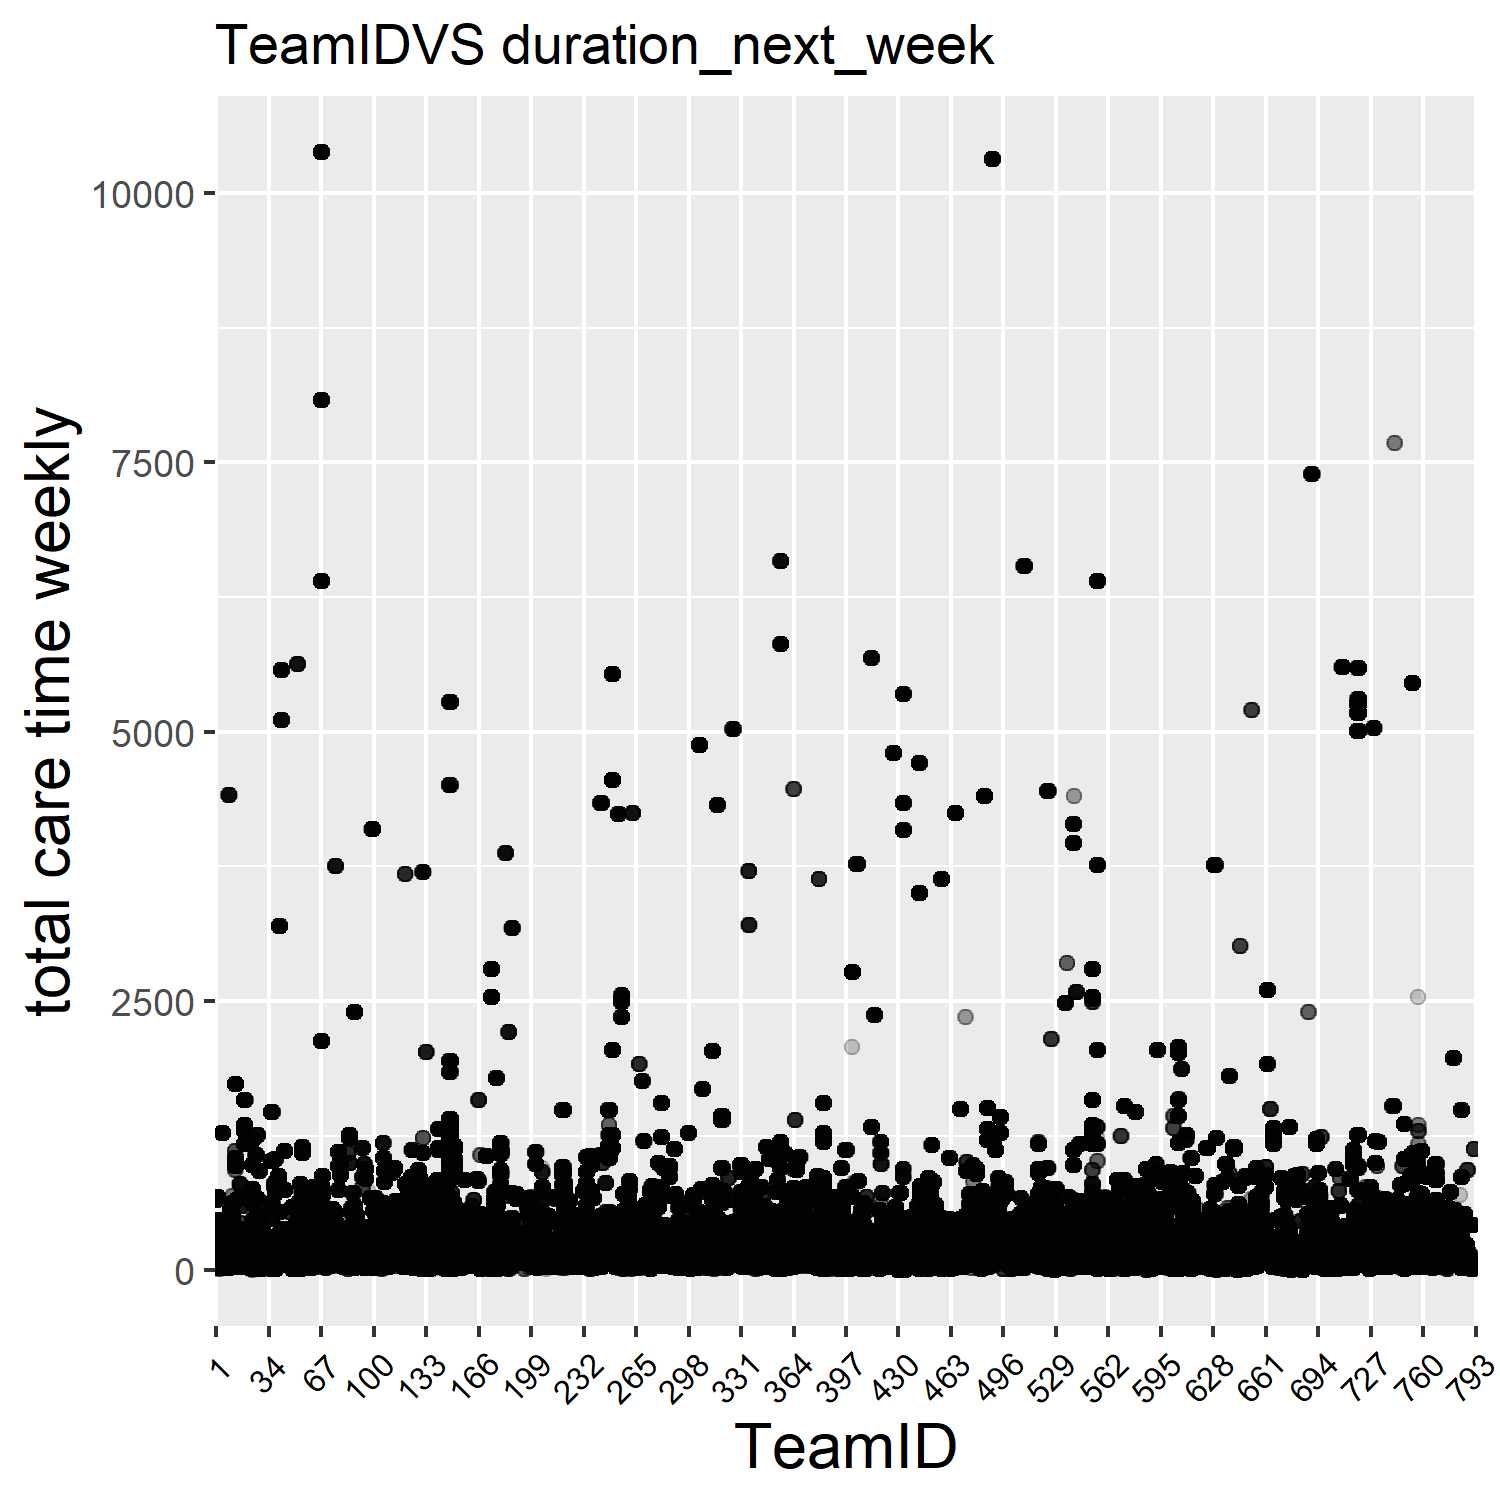 TeamIDVS duration_next_week
total care time weekly
10000
7500
5000
2500
0
1 34 67 100 133 166 199 232 265 298 331 364 397 430 463 496 529 562 595 628 661 694 727 760 793
TeamID